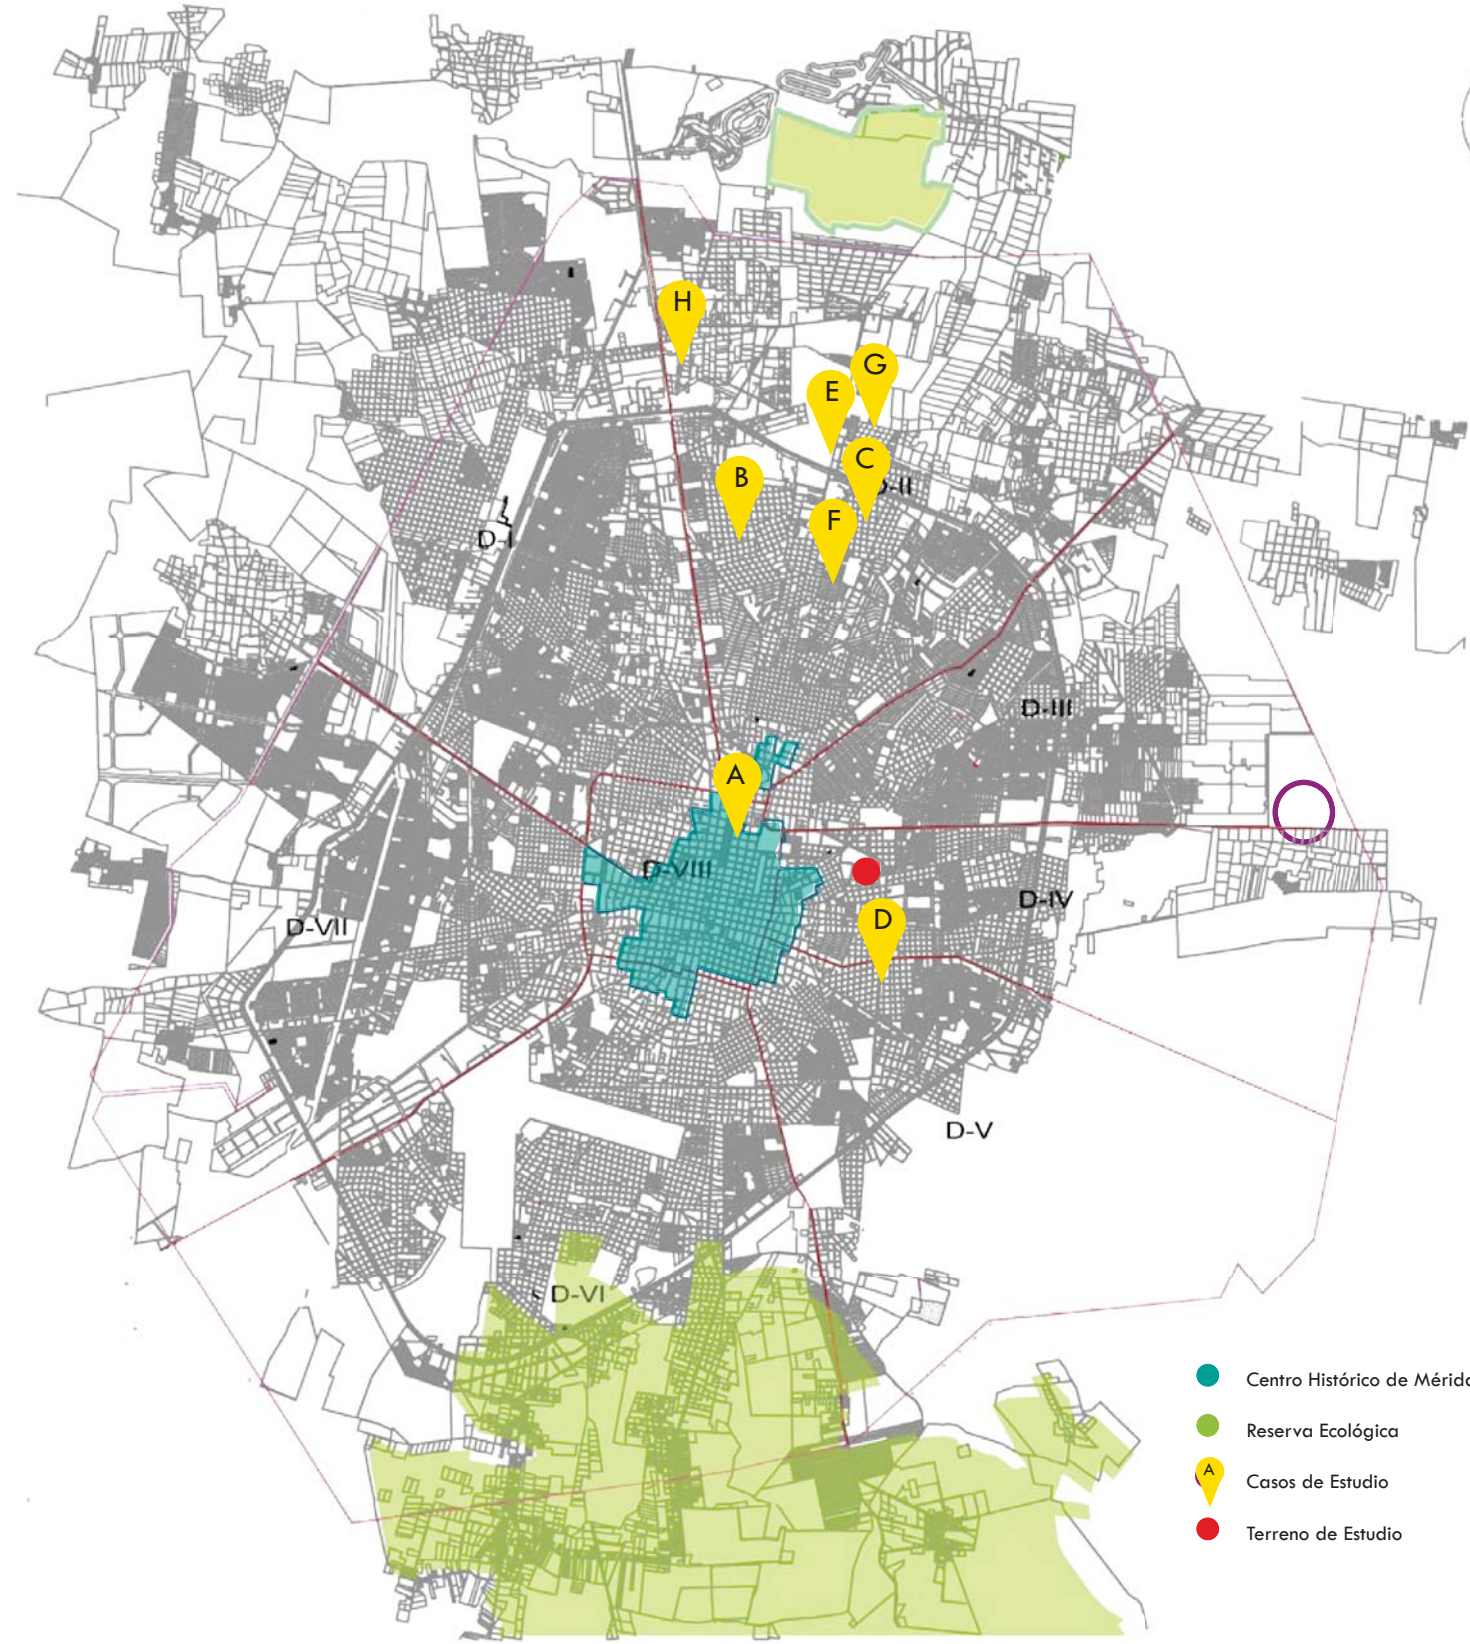 H
G
E
C
B
D-II
F
D-I
D-III
A
D-VIII
D-IV
D
D-VII
D-V
D-VI
Centro Histórico de Mérida
Reserva Ecológica
A
Casos de Estudio
Terreno de Estudio